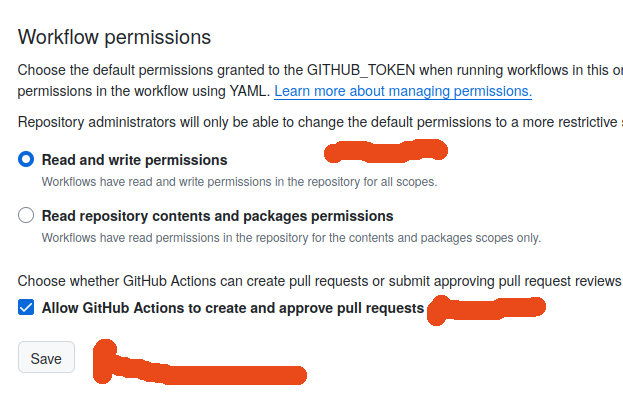 Workflow permissions
Choose the default permissions granted to the GITHUB_TOKEN when running workflows in this
permissions in the workflow using YAML. Learn more about managing permissions.
Repository administrators will only be able to change the default permissions to a more restrictive
Read and write permissions
Workflows have read and write permissions in the repository for all scopes.
Read repository contents and packages permissions
Workflows have read permissions in the repository for the contents and packages scopes only.
Choose whether GitHub Actions can create pull requests or submit approving pull request reviews
Allow GitHub Actions to create and approve pull requests
Save